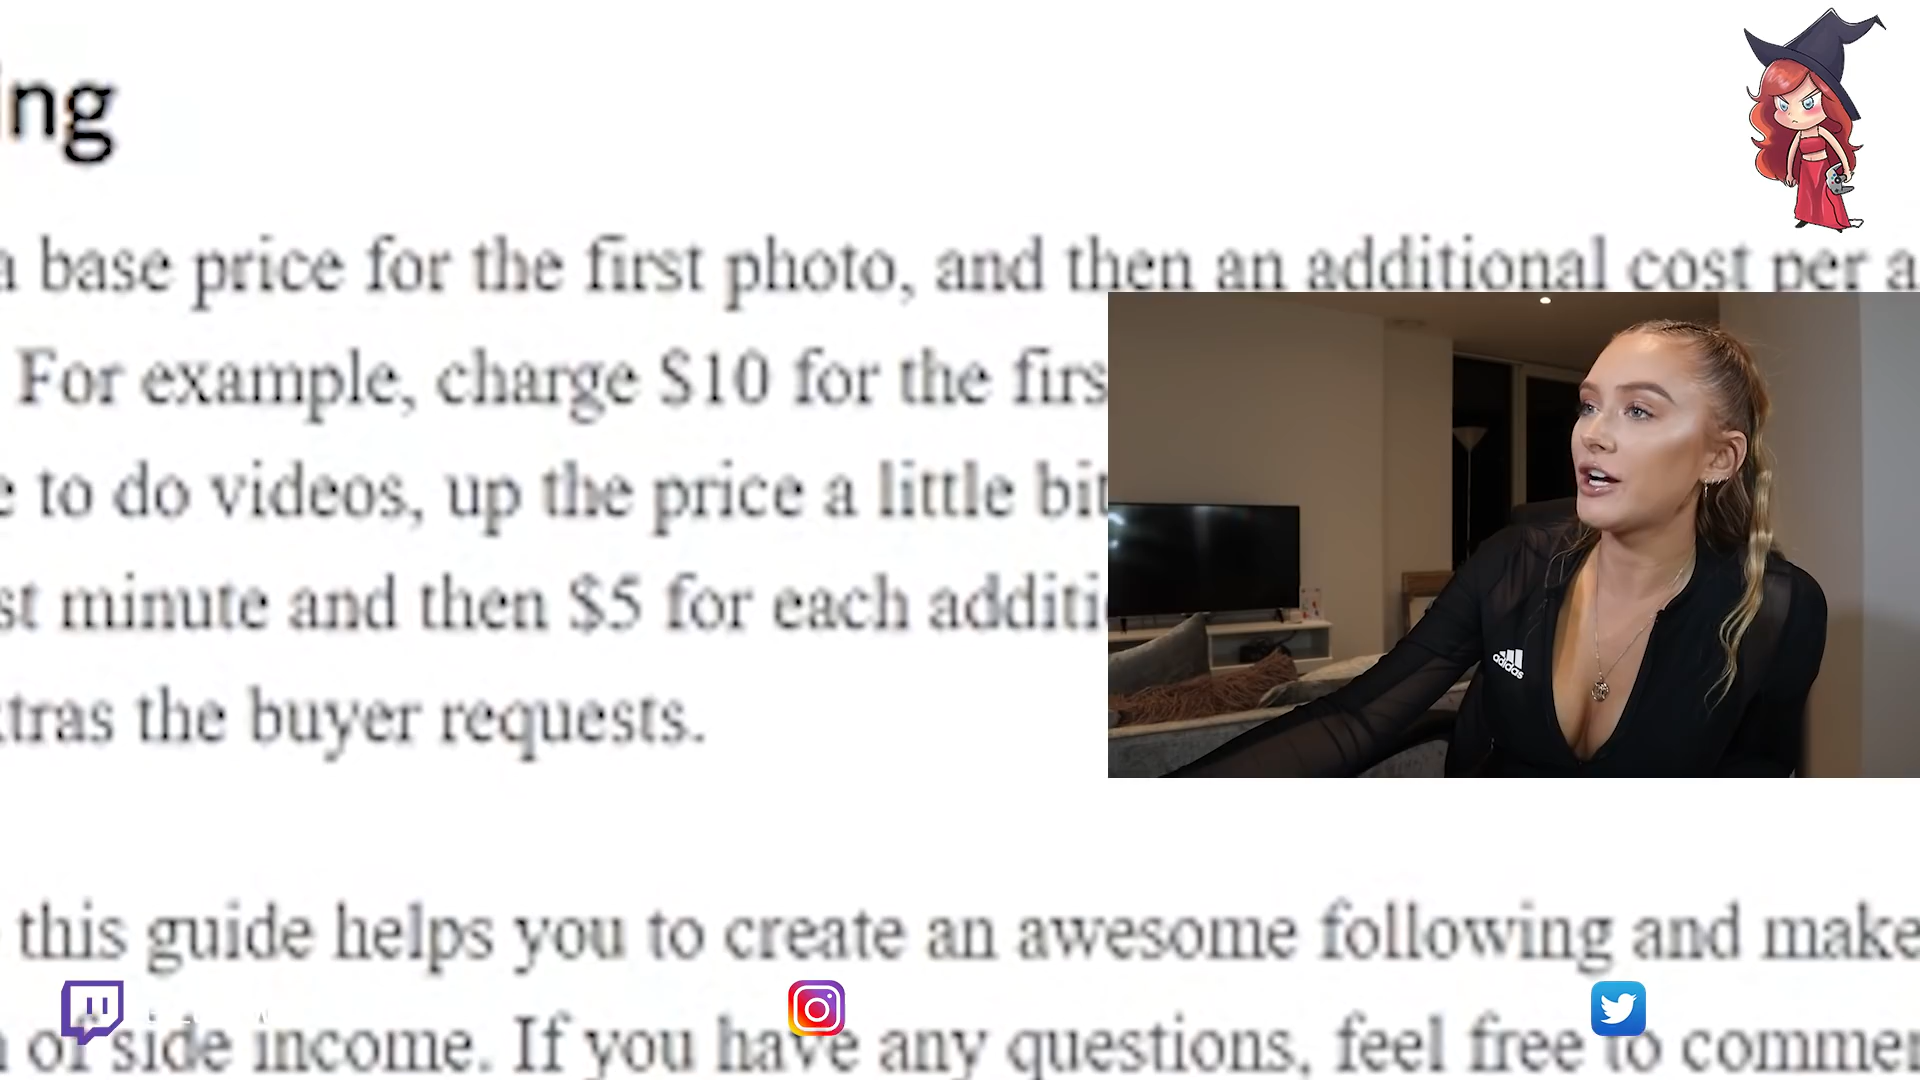 ing
a base price for the first photo, and then an additional cost per a
For example, charge $10 for the firs
e to do videos, up the price a little bit
st minute and then $5 for each additi
xtras the buyer requests.
adidas
this guide helps you to create an awesome following and make
of side income. If you have any questions, feel free to commen